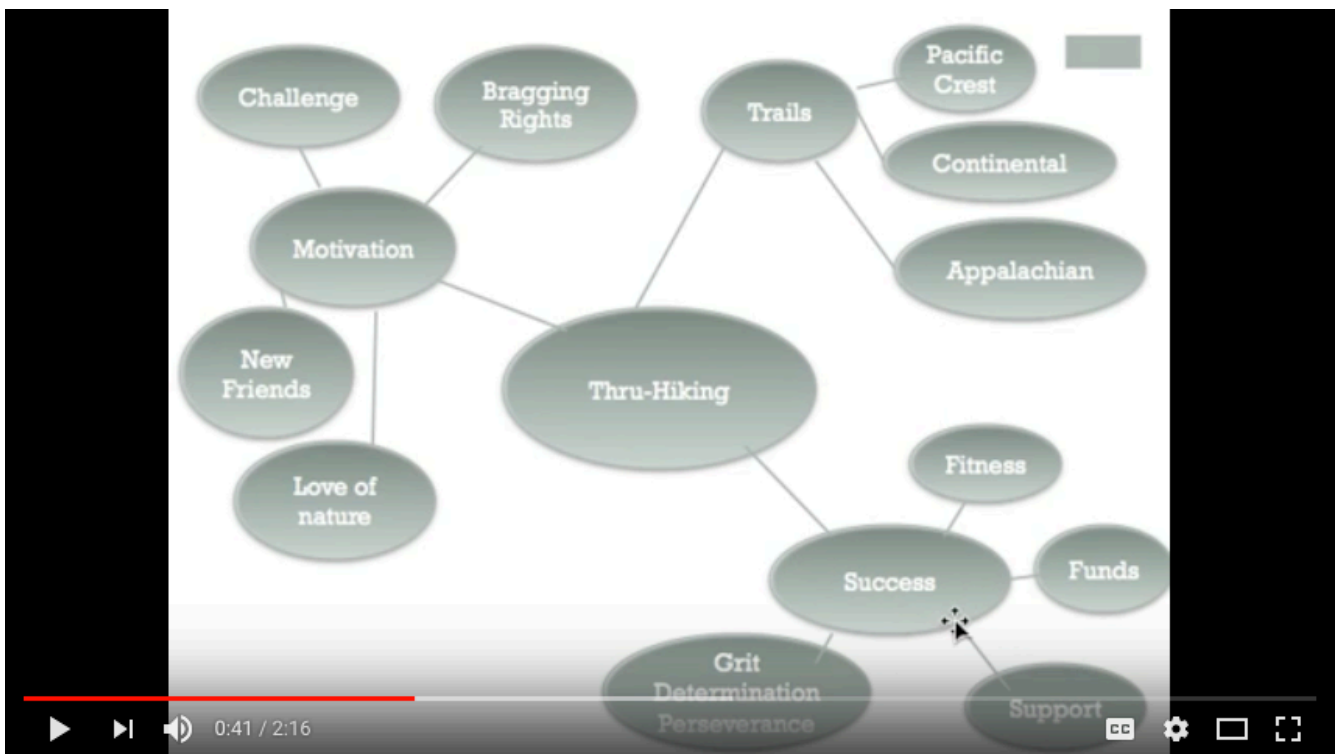 Challenge
Bragging
Rights
Trails
Pacific
Crest
Continental
Appalachian
Motivation
New
Friends
Love of
nature
Thru-Hiking
Fitness
Success
Funds
Grit
Determination
Perseverance
Support
0:41 / 2:16
CC